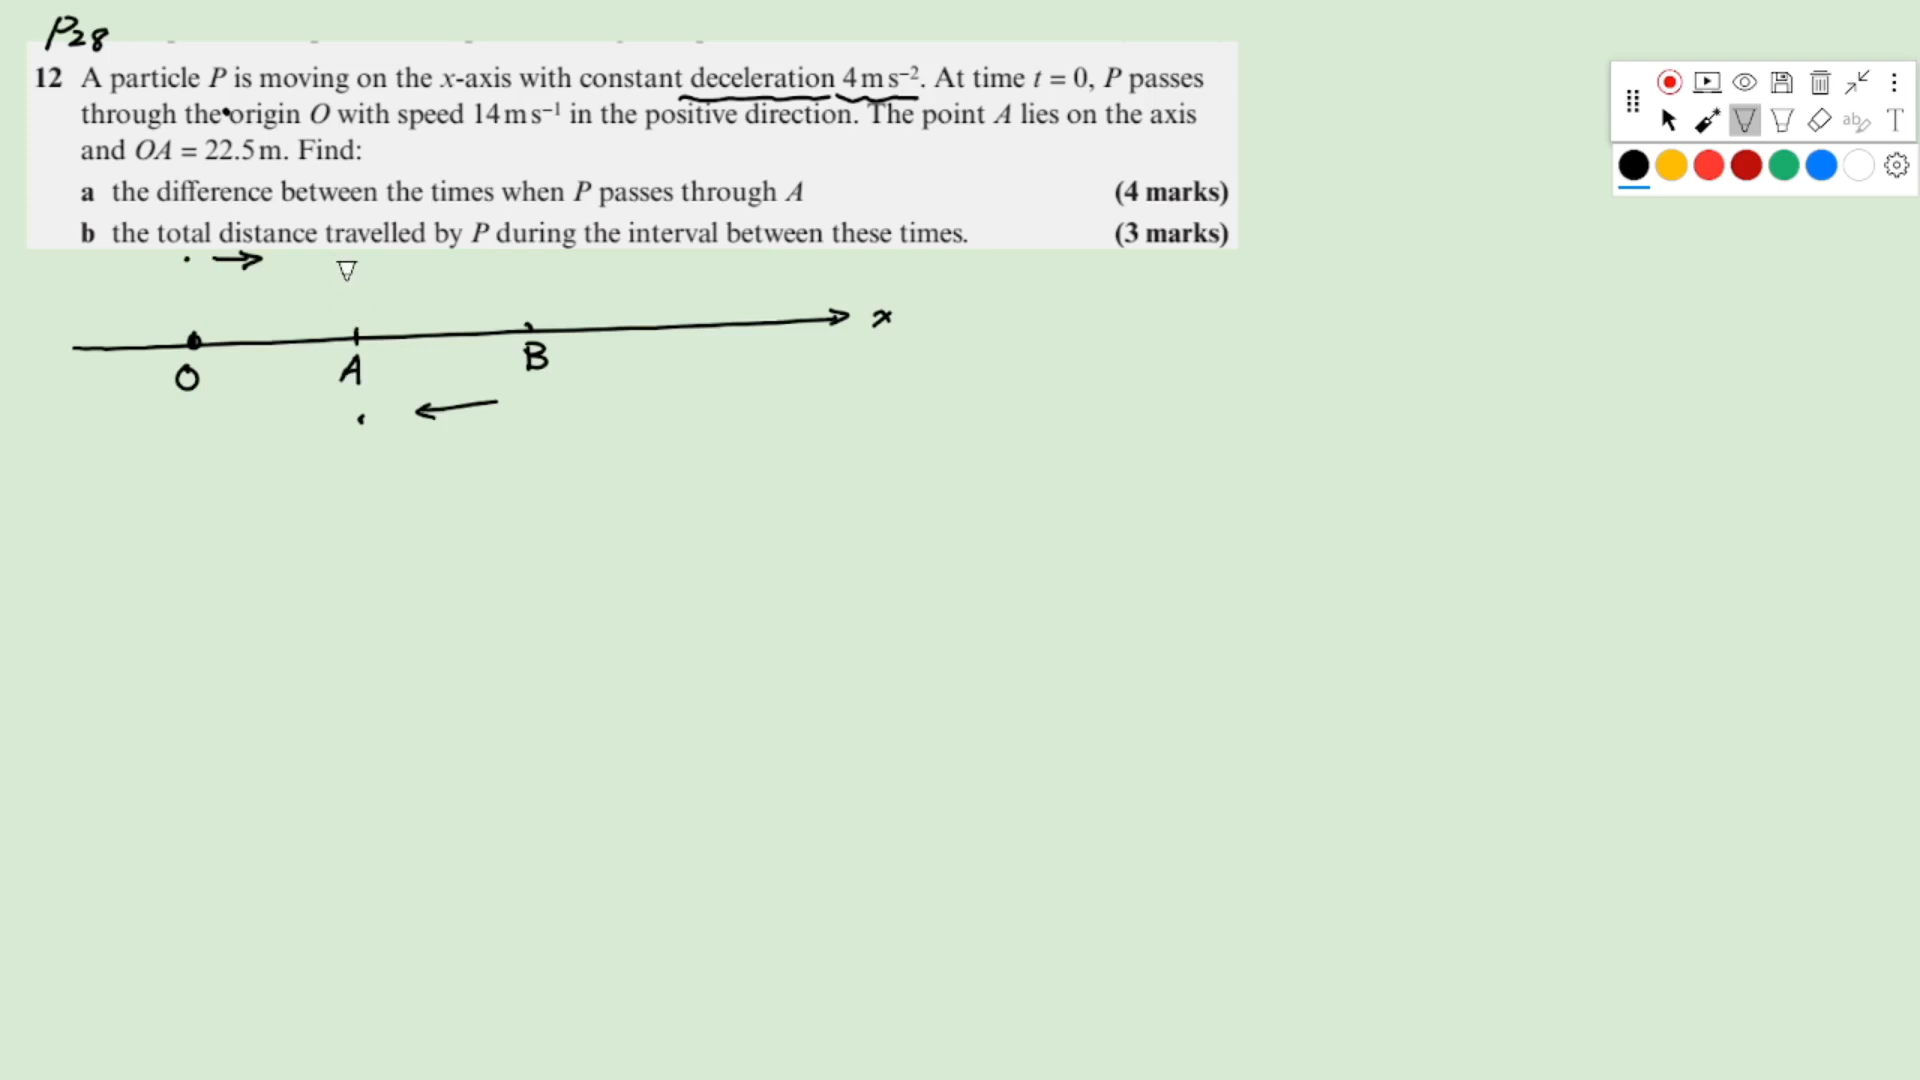 P28
12 A particle P is moving on the x-axis with constant deceleration 4 m s⁻². At time t = 0, P passes
through the origin O with speed 14 m s⁻¹ in the positive direction. The point A lies on the axis
and OA = 22.5 m. Find:
a the difference between the times when P passes through A (4 marks)
b the total distance travelled by P during the interval between these times. (3 marks)
x
O A B
ab
T